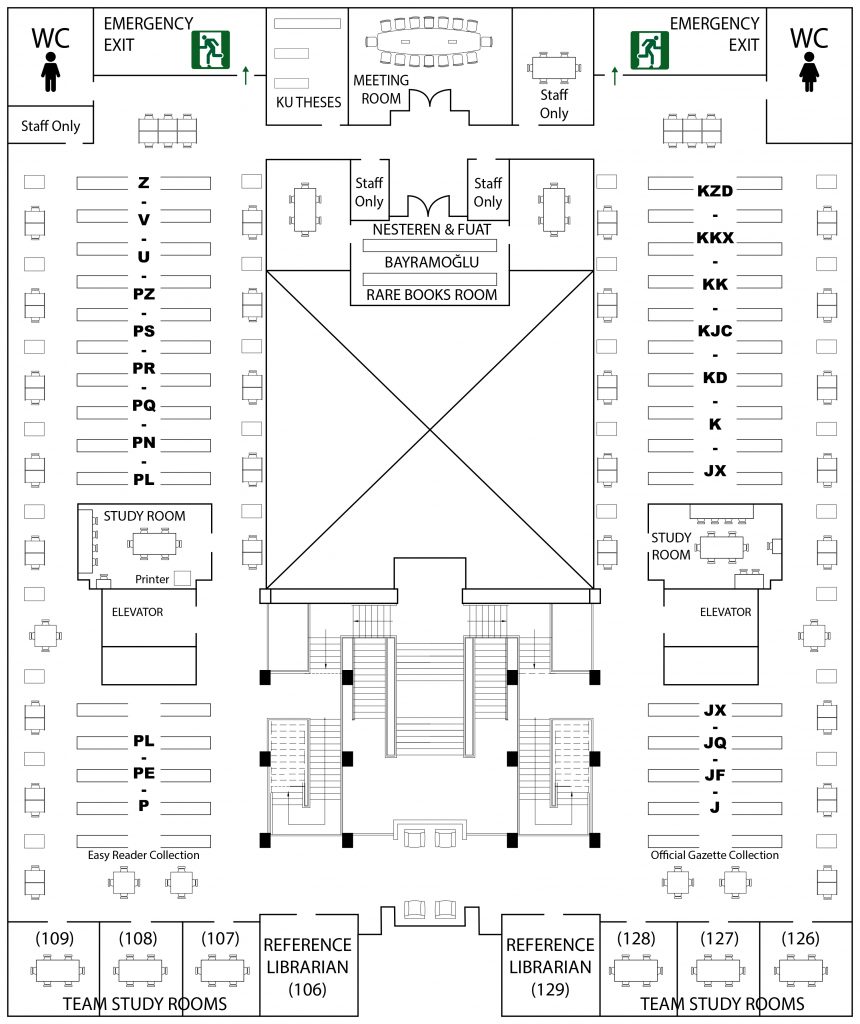 WC
EMERGENCY
EXIT
KU THESES
MEETING
ROOM
Staff
Only
EMERGENCY
EXIT
WC
Staff Only
Staff
Only
Staff
Only
NESTEREN & FUAT
BAYRAMOĞLU
RARE BOOKS ROOM
Z
-
V
-
U
-
PZ
-
PS
-
PR
-
PQ
-
PN
-
PL
KZD
-
KKX
-
KK
-
KJC
-
KD
-
K
-
JX
STUDY ROOM
Printer
ELEVATOR
STUDY
ROOM
ELEVATOR
PL
-
PE
-
P
Easy Reader Collection
JX
-
JQ
-
JF
-
J
Official Gazette Collection
(109)
(108)
(107)
TEAM STUDY ROOMS
REFERENCE
LIBRARIAN
(106)
REFERENCE
LIBRARIAN
(129)
(128)
(127)
(126)
TEAM STUDY ROOMS